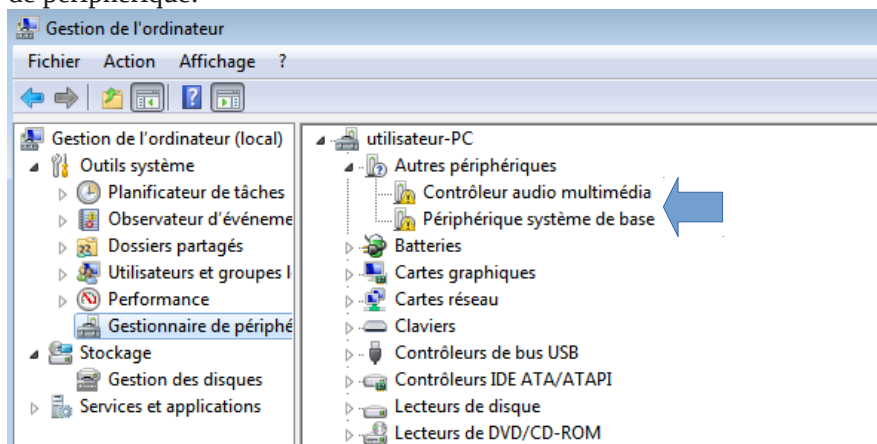 de périphérique.
Gestion de l'ordinateur
Fichier Action Affichage ?
Gestion de l'ordinateur (local)
Outils système
Planificateur de tâches
Observateur d'événeme
Dossiers partagés
Utilisateurs et groupes l
Performance
Gestionnaire de périphé
Stockage
Gestion des disques
Services et applications
utilisateur-PC
Autres périphériques
Contrôleur audio multimédia
Périphérique système de base
Batteries
Cartes graphiques
Cartes réseau
Claviers
Contrôleurs de bus USB
Contrôleurs IDE ATA/ATAPI
Lecteurs de disque
Lecteurs de DVD/CD-ROM